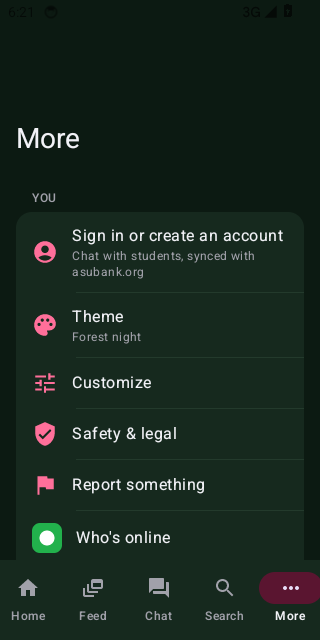 6:21
3G
More
YOU
Sign in or create an account
Chat with students, synced with
asubank.org
Theme
Forest night
Customize
Safety & legal
Report something
Who's online
Home
Feed
Chat
Search
More